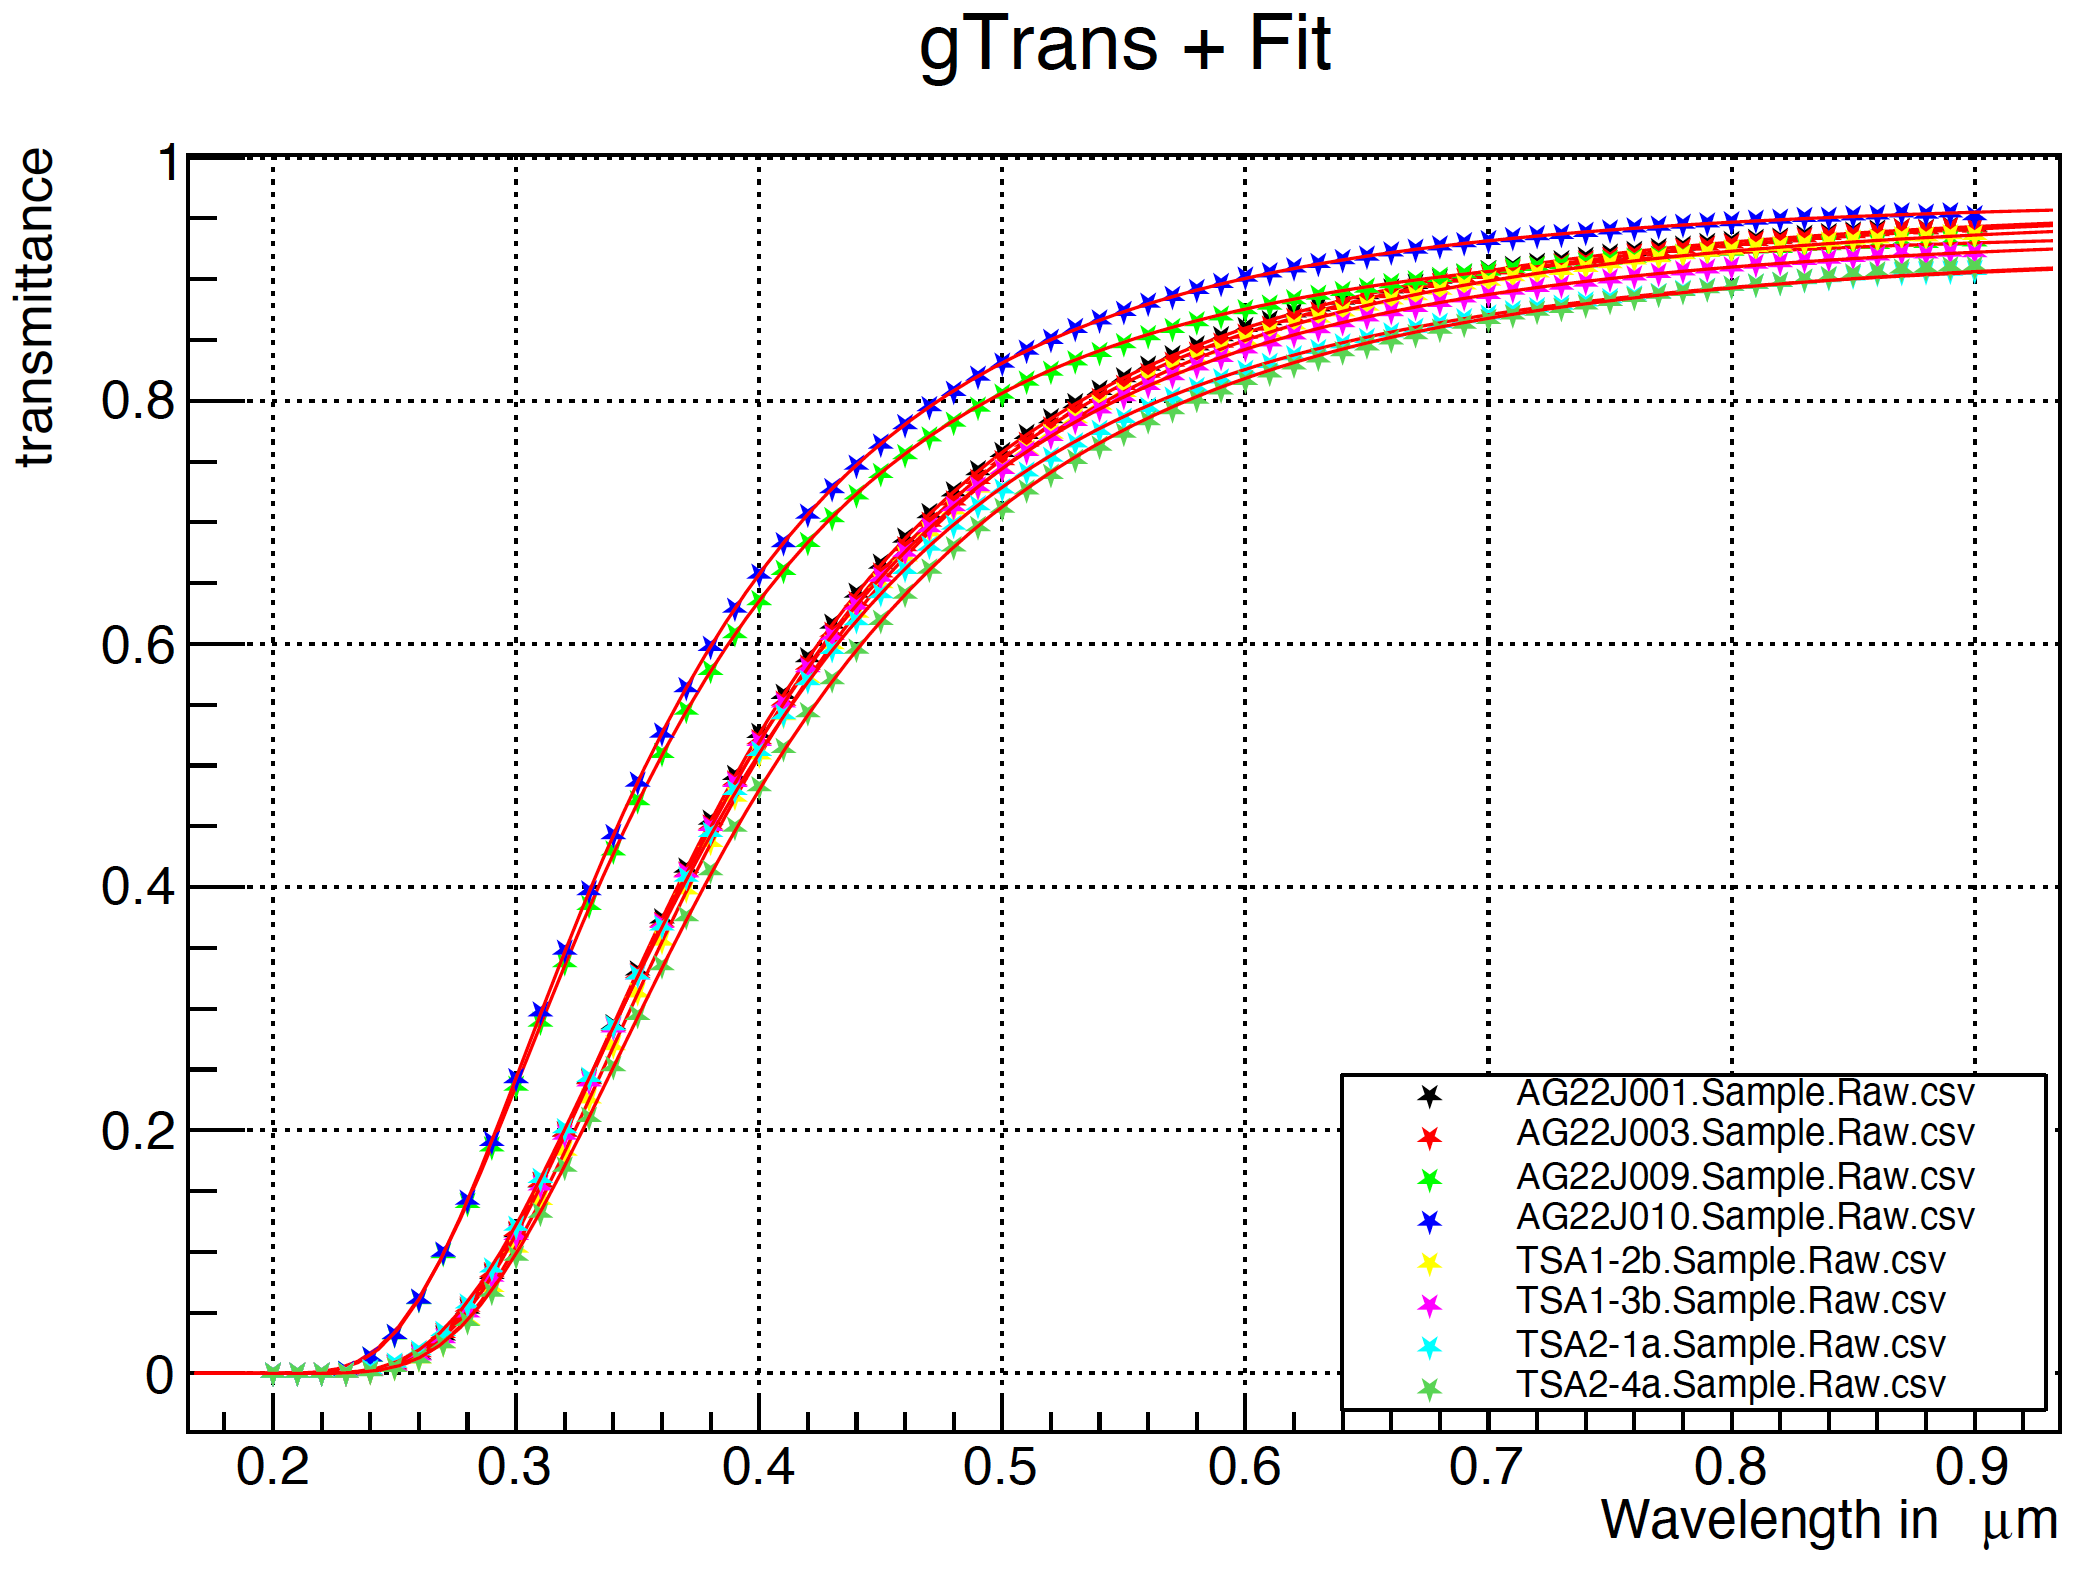 gTrans + Fit
transmittance
1
0.8
0.6
0.4
0.2
0
AG22J001.Sample.Raw.csv
AG22J003.Sample.Raw.csv
AG22J009.Sample.Raw.csv
AG22J010.Sample.Raw.csv
TSA1-2b.Sample.Raw.csv
TSA1-3b.Sample.Raw.csv
TSA2-1a.Sample.Raw.csv
TSA2-4a.Sample.Raw.csv
0.2 0.3 0.4 0.5 0.6 0.7 0.8 0.9
Wavelength in μm